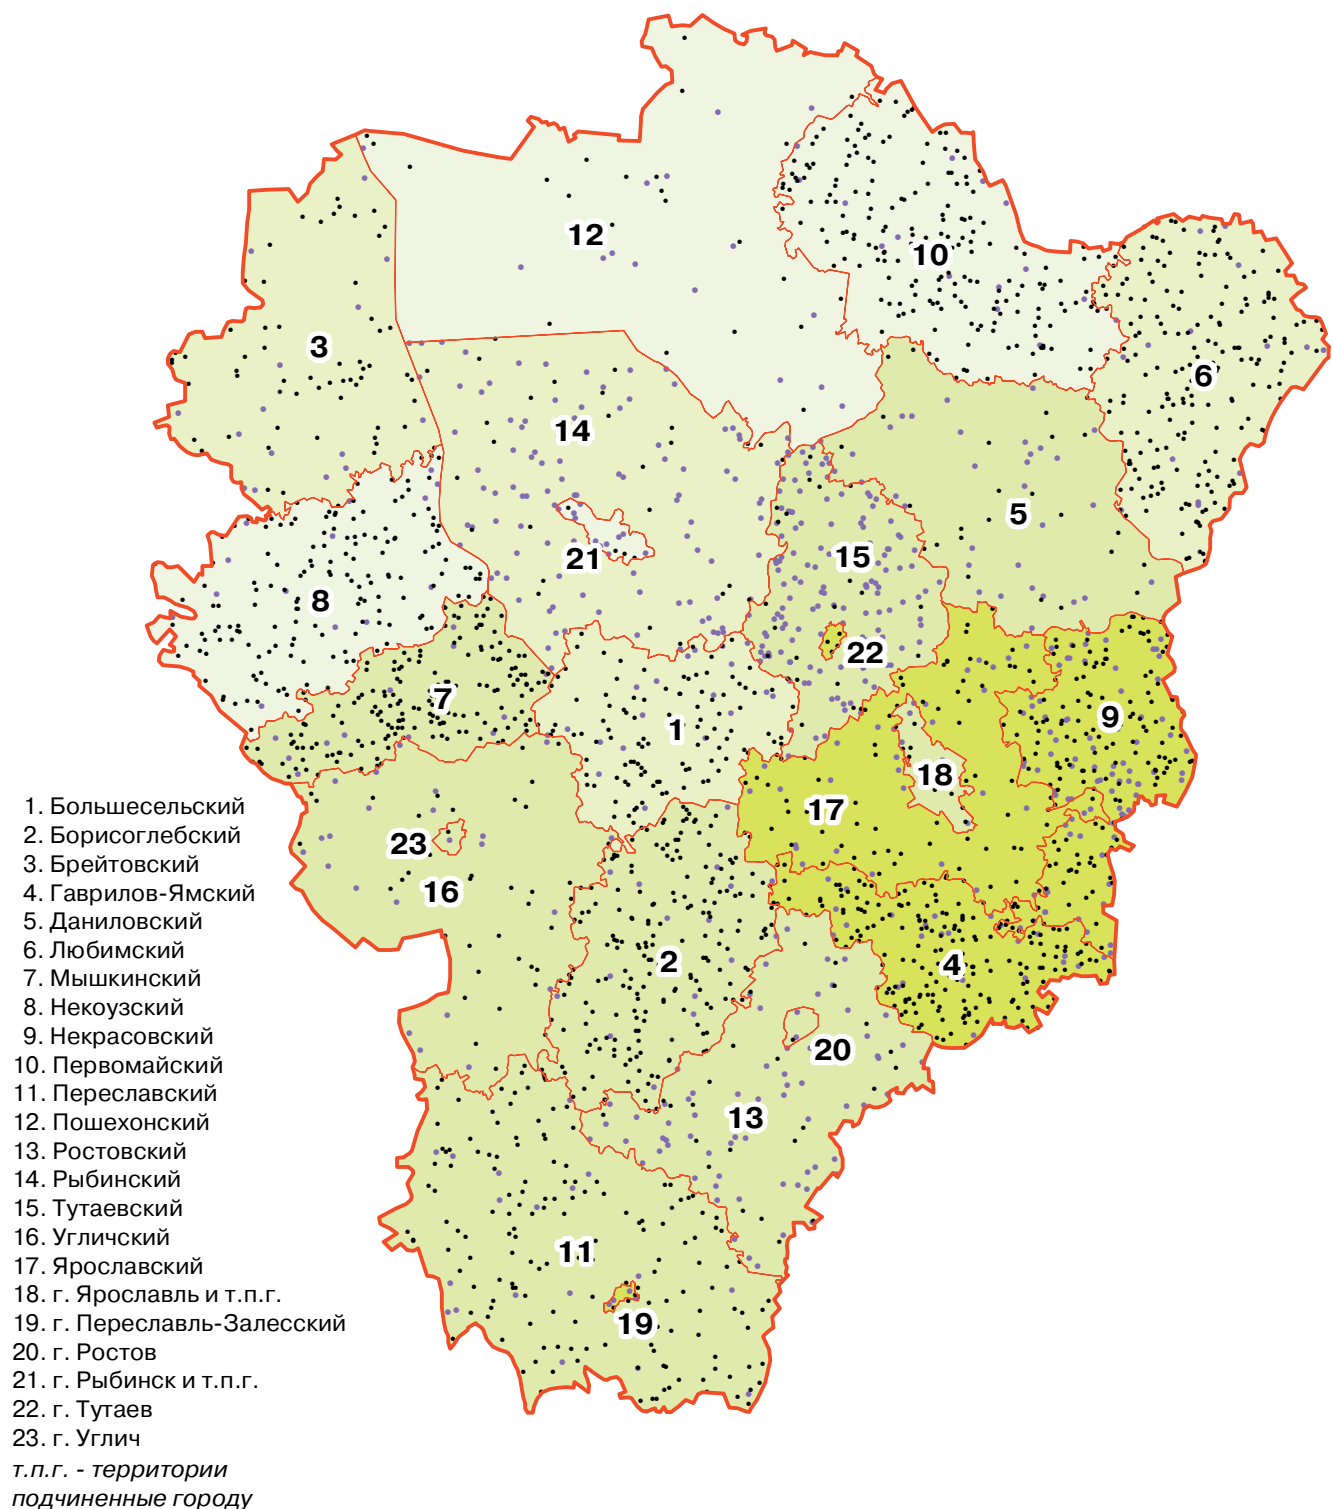 12
10
3
6
14
5
21
15
8
22
7
1
9
18
17
23
16
2
4
20
13
11
19
1. Большесельский
2. Борисоглебский
3. Брейтовский
4. Гаврилов-Ямский
5. Даниловский
6. Любимский
7. Мышкинский
8. Некоузский
9. Некрасовский
10. Первомайский
11. Переславский
12. Пошехонский
13. Ростовский
14. Рыбинский
15. Тутаевский
16. Угличский
17. Ярославский
18. г. Ярославль и т.п.г.
19. г. Переславль-Залесский
20. г. Ростов
21. г. Рыбинск и т.п.г.
22. г. Тутаев
23. г. Углич
т.п.г. - территории
подчиненные городу